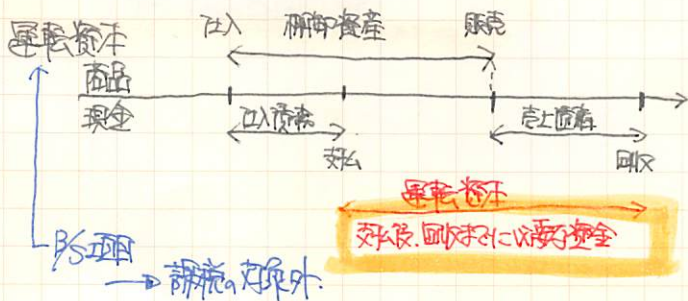 運転資本
仕入 棚卸資産 販売
商品
現金
仕入債務 売上債権
支払 回収
運転資本
支払後、回収までに必要な資金
B/S項目
→ 課税の対象外.